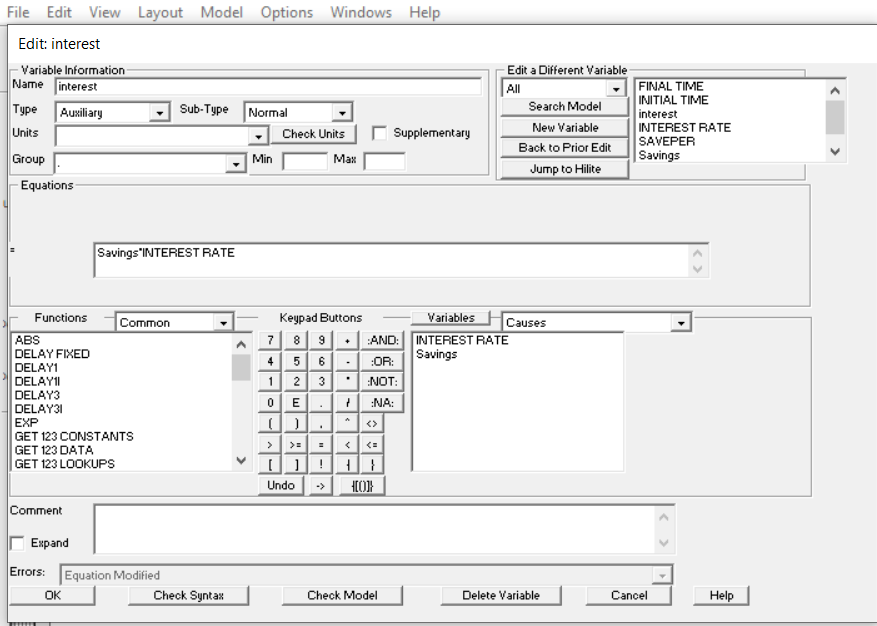 File Edit View Layout Model Options Windows Help
Edit: interest
Variable Information
Name interest
Type Auxiliary Sub-Type Normal
Units Check Units Supplementary
Group . Min Max
Edit a Different Variable
All
Search Model
New Variable
Back to Prior Edit
Jump to Hilite
FINAL TIME
INITIAL TIME
interest
INTEREST RATE
SAVEPER
Savings
Equations
= Savings*INTEREST RATE
Functions Common
ABS
DELAY FIXED
DELAY1
DELAY1I
DELAY3
DELAY3I
EXP
GET 123 CONSTANTS
GET 123 DATA
GET 123 LOOKUPS
Keypad Buttons
7 8 9 + :AND:
4 5 6 - :OR:
1 2 3 * :NOT:
0 E . / :NA:
( ) , ^ <>
> >= = < <=
[ ] ! { }
Undo -> {[()]}
Variables Causes
INTEREST RATE
Savings
Comment
Expand
Errors: Equation Modified
OK Check Syntax Check Model Delete Variable Cancel Help